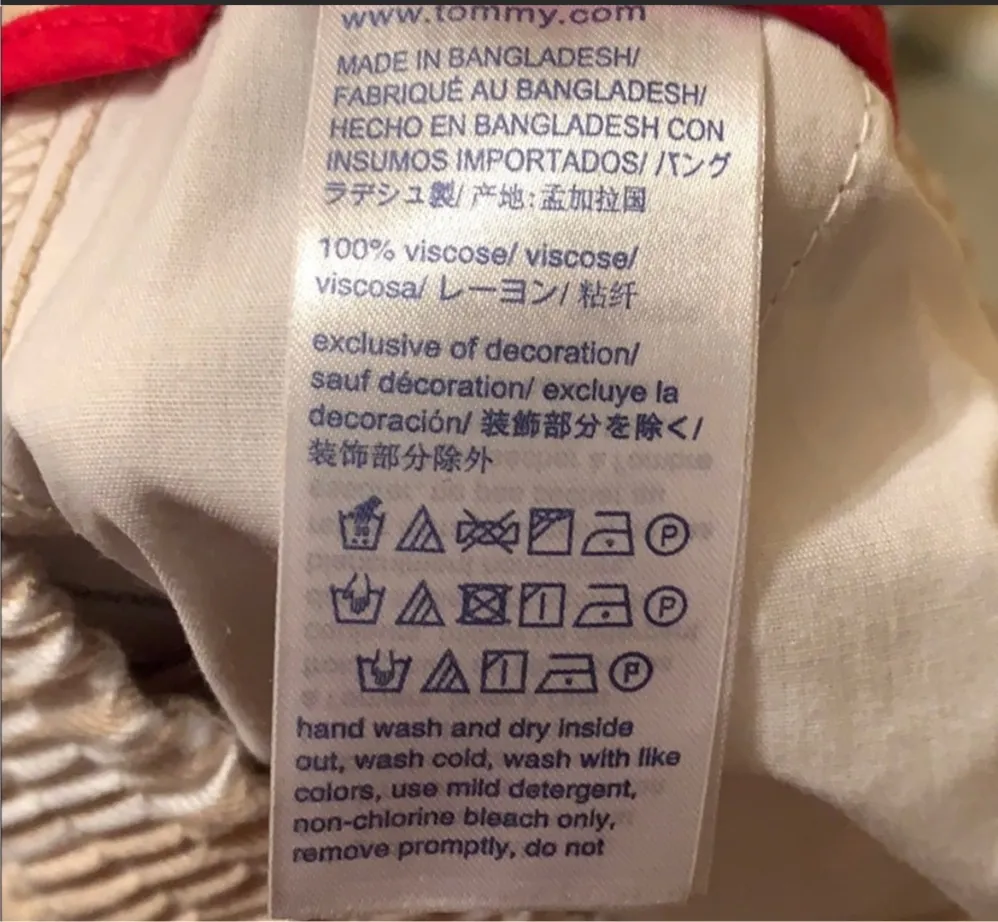 www.tommy.com
MADE IN BANGLADESH/
FABRIQUÉ AU BANGLADESH/
HECHO EN BANGLADESH CON
INSUMOS IMPORTADOS/ バング
ラデシュ製/ 产地:孟加拉国
100% viscose/ viscose/
viscosa/ レーヨン/ 粘纤
exclusive of decoration/
sauf décoration/ excluye la
decoración/ 装飾部分を除く/
装饰部分除外
hand wash and dry inside
out, wash cold, wash with like
colors, use mild detergent,
non-chlorine bleach only,
remove promptly, do not